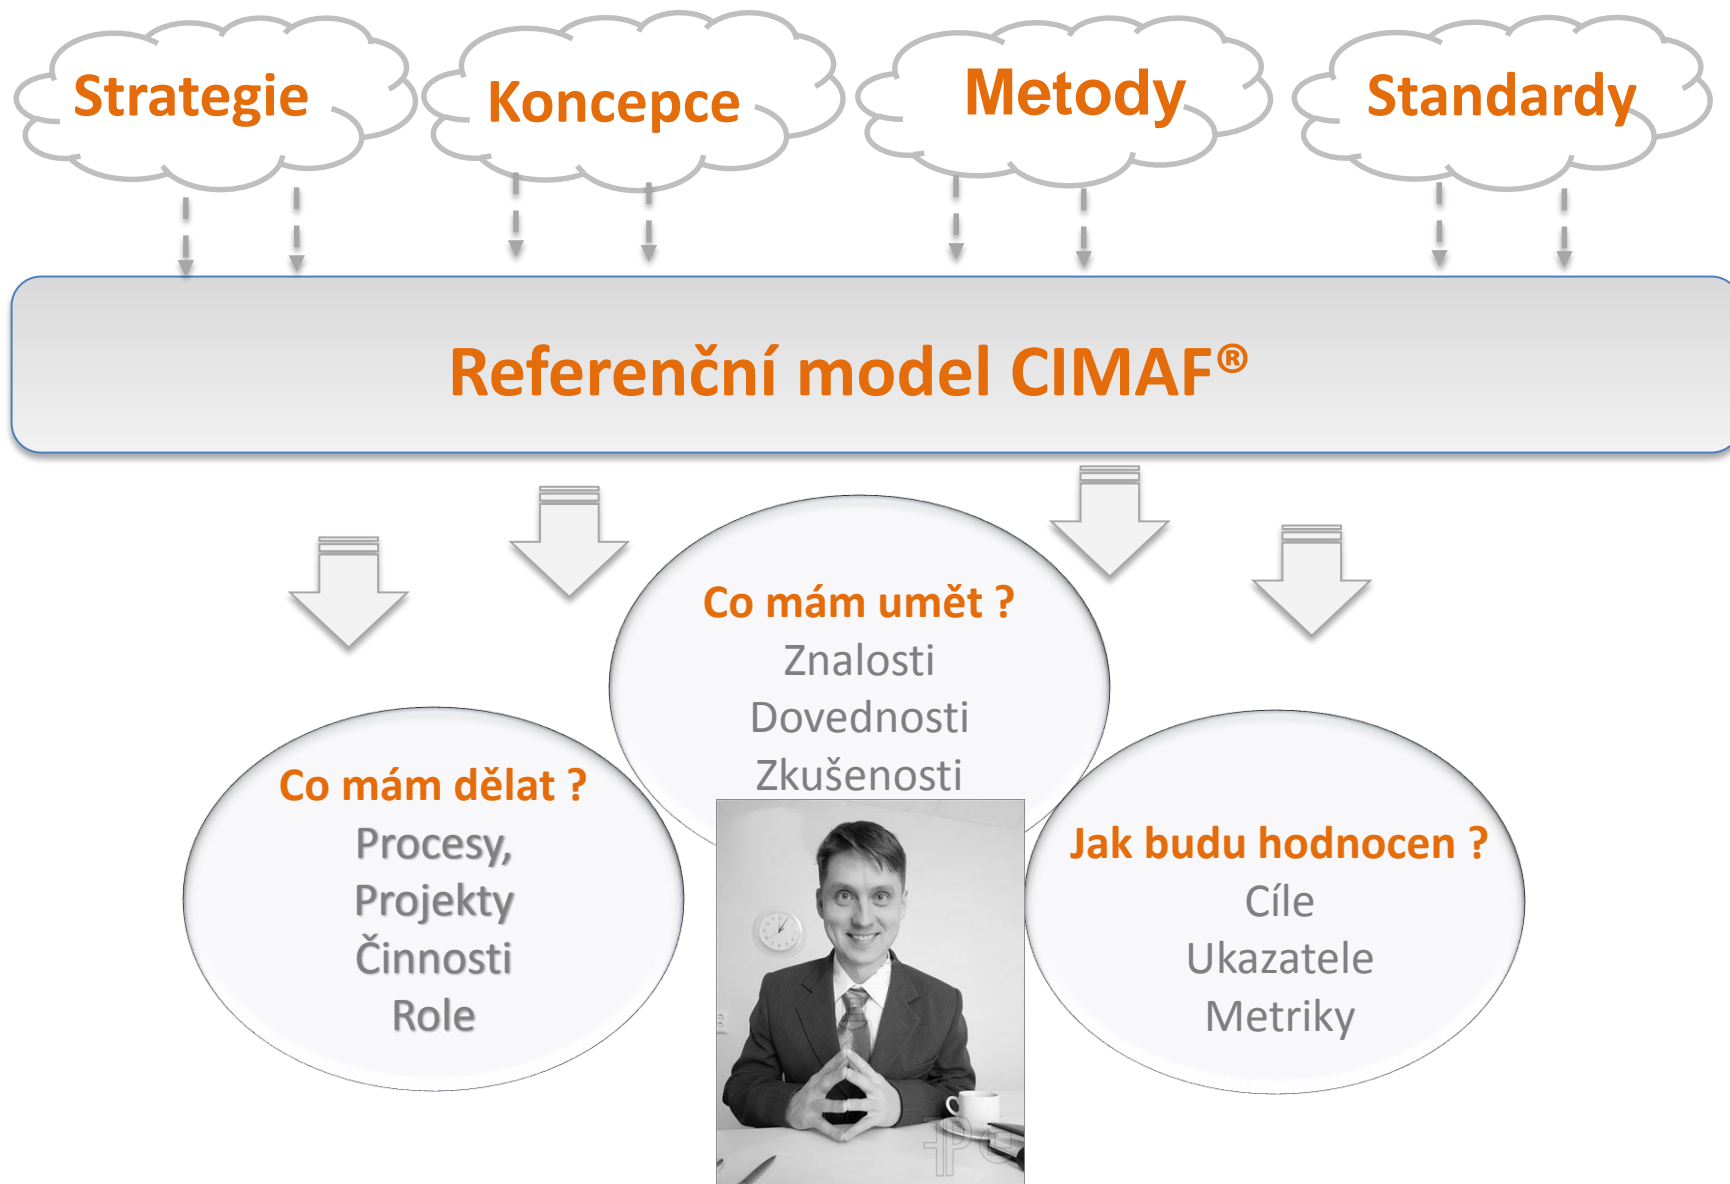 Strategie
Koncepce
Metody
Standardy
Referenční model CIMAF®
Co mám umět ?
Znalosti
Dovednosti
Zkušenosti
Co mám dělat ?
Procesy,
Projekty
Činnosti
Role
Jak budu hodnocen ?
Cíle
Ukazatele
Metriky